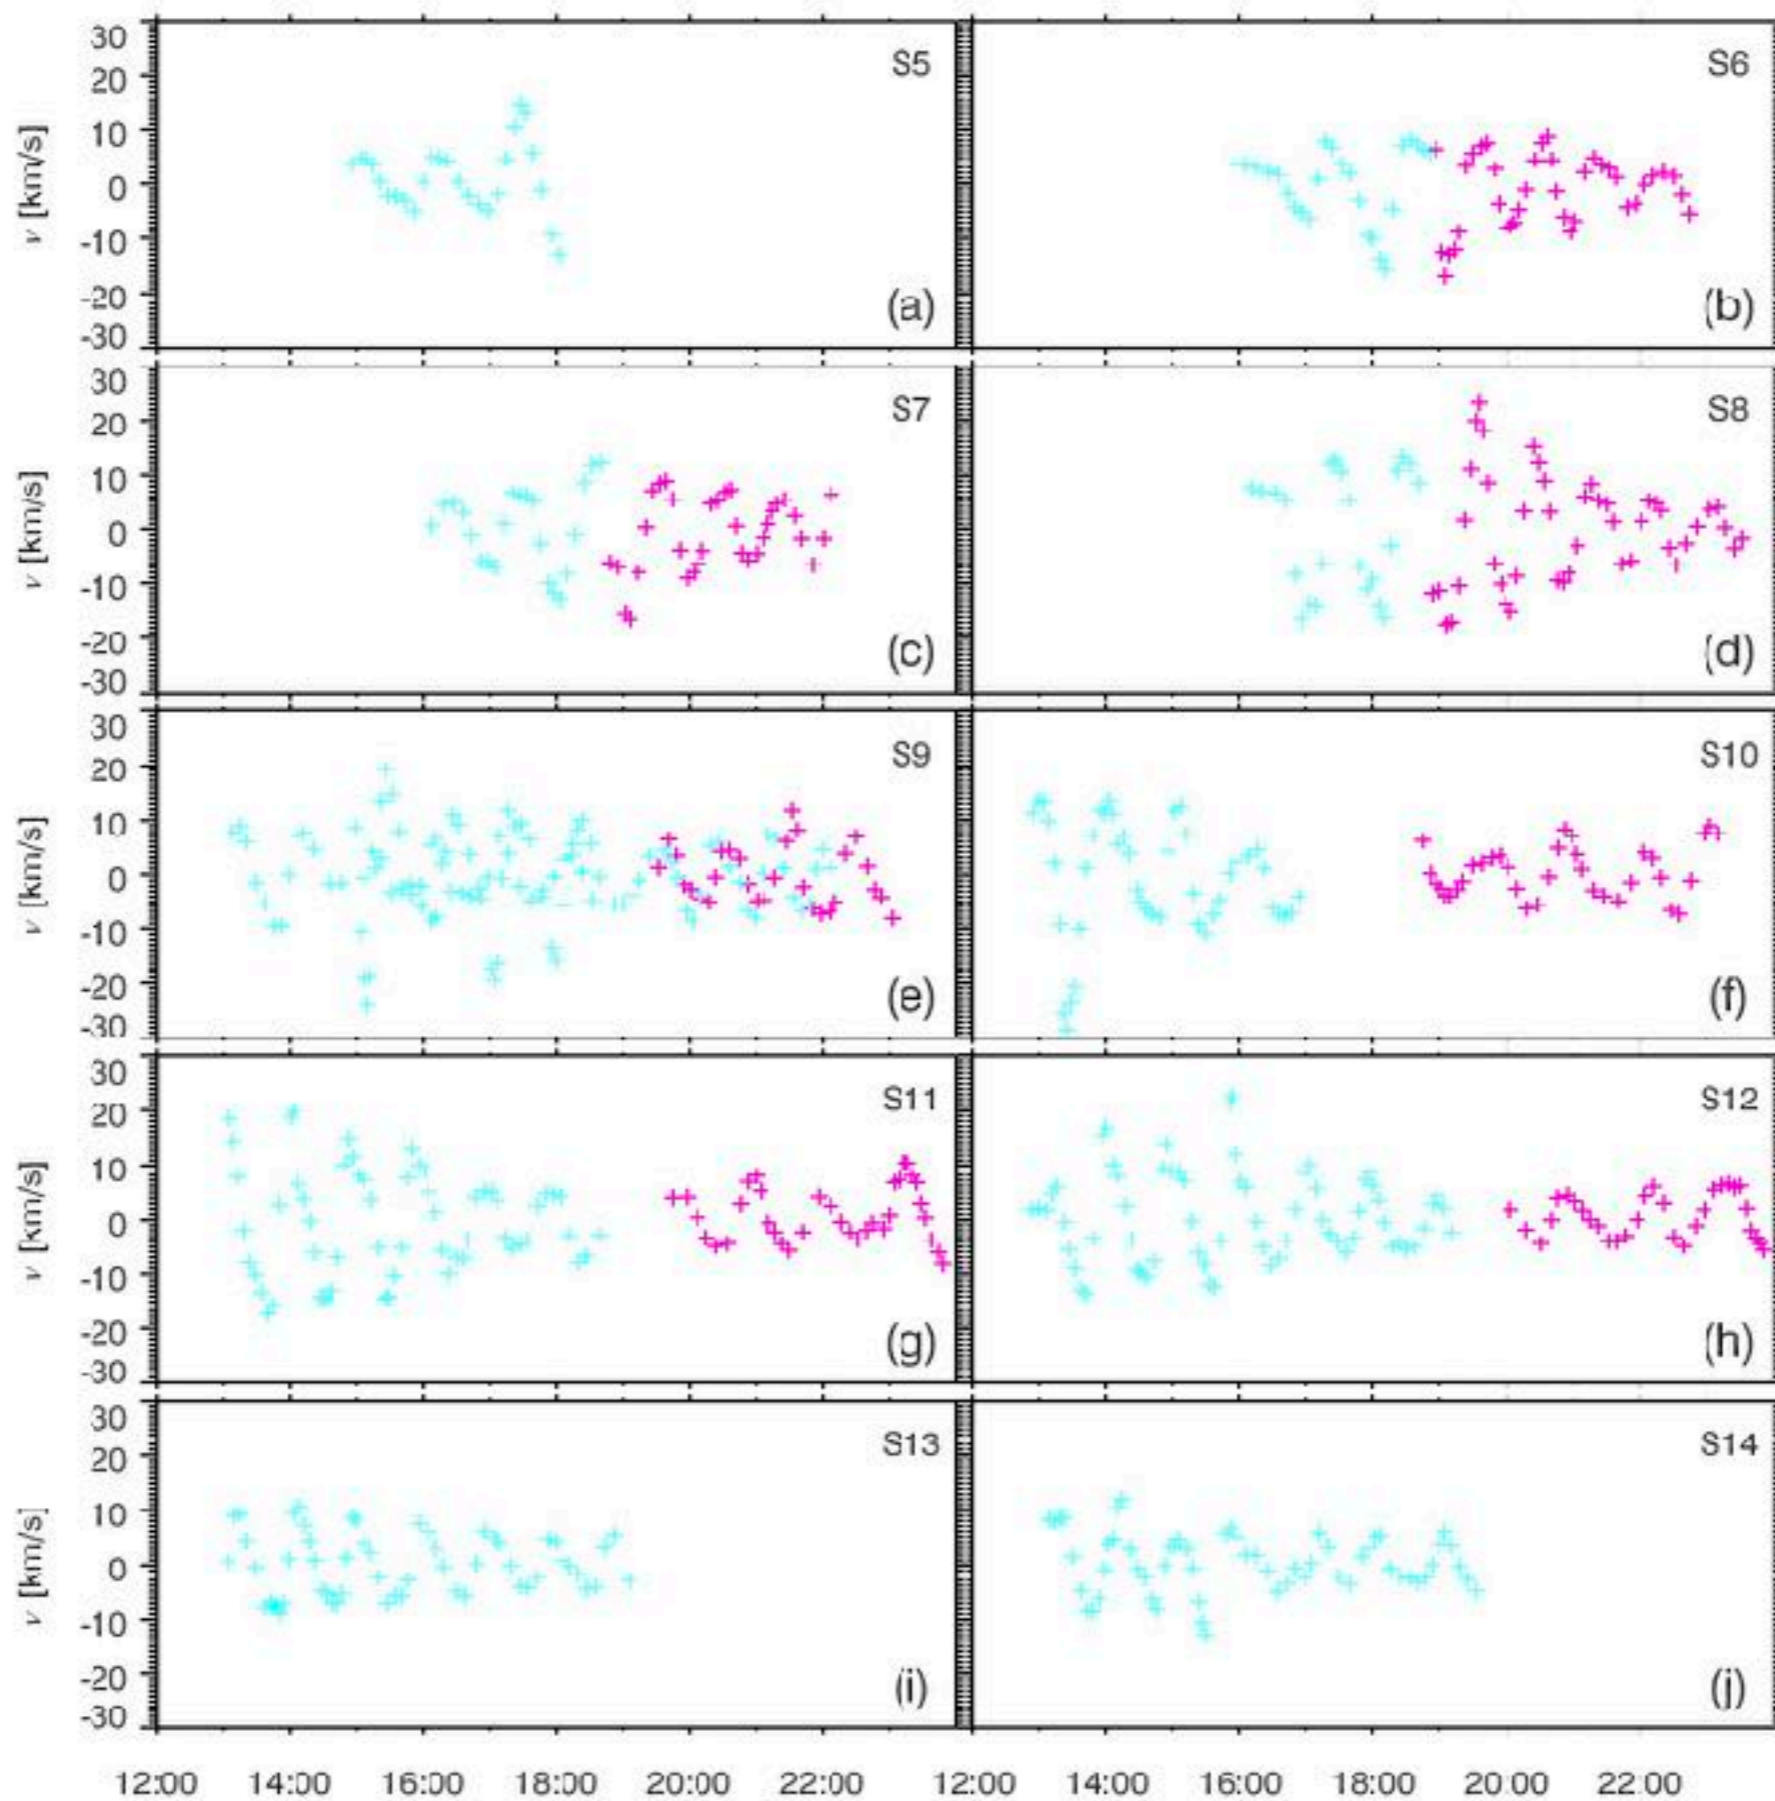 30 S5 S6
20
10
ν [km/s]
0
-10
-20 (a) (b)
-30
30 S7 S8
20
10
ν [km/s]
0
-10
-20 (c) (d)
-30
30 S9 S10
20
10
ν [km/s]
0
-10
-20 (e) (f)
-30
30 S11 S12
20
10
ν [km/s]
0
-10
-20 (g) (h)
-30
30 S13 S14
20
10
ν [km/s]
0
-10
-20 (i) (j)
-30
12:00 14:00 16:00 18:00 20:00 22:00 12:00 14:00 16:00 18:00 20:00 22:00